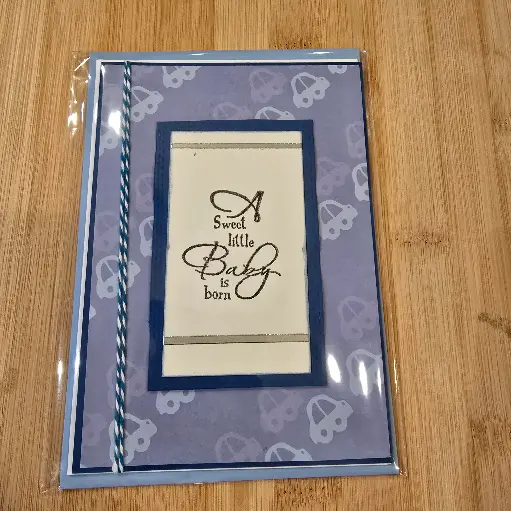 A
Sweet
little
Baby
is
born